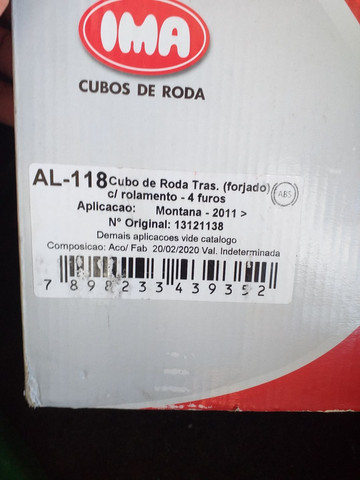 IMA
CUBOS DE RODA
AL-118 Cubo de Roda Tras. (forjado)
c/ rolamento - 4 furos
ABS
Aplicacao: Montana - 2011 >
N° Original: 13121138
Demais aplicacoes vide catalogo
Composicao: Aco/ Fab 20/02/2020 Val. Indeterminada
7 898233 439352